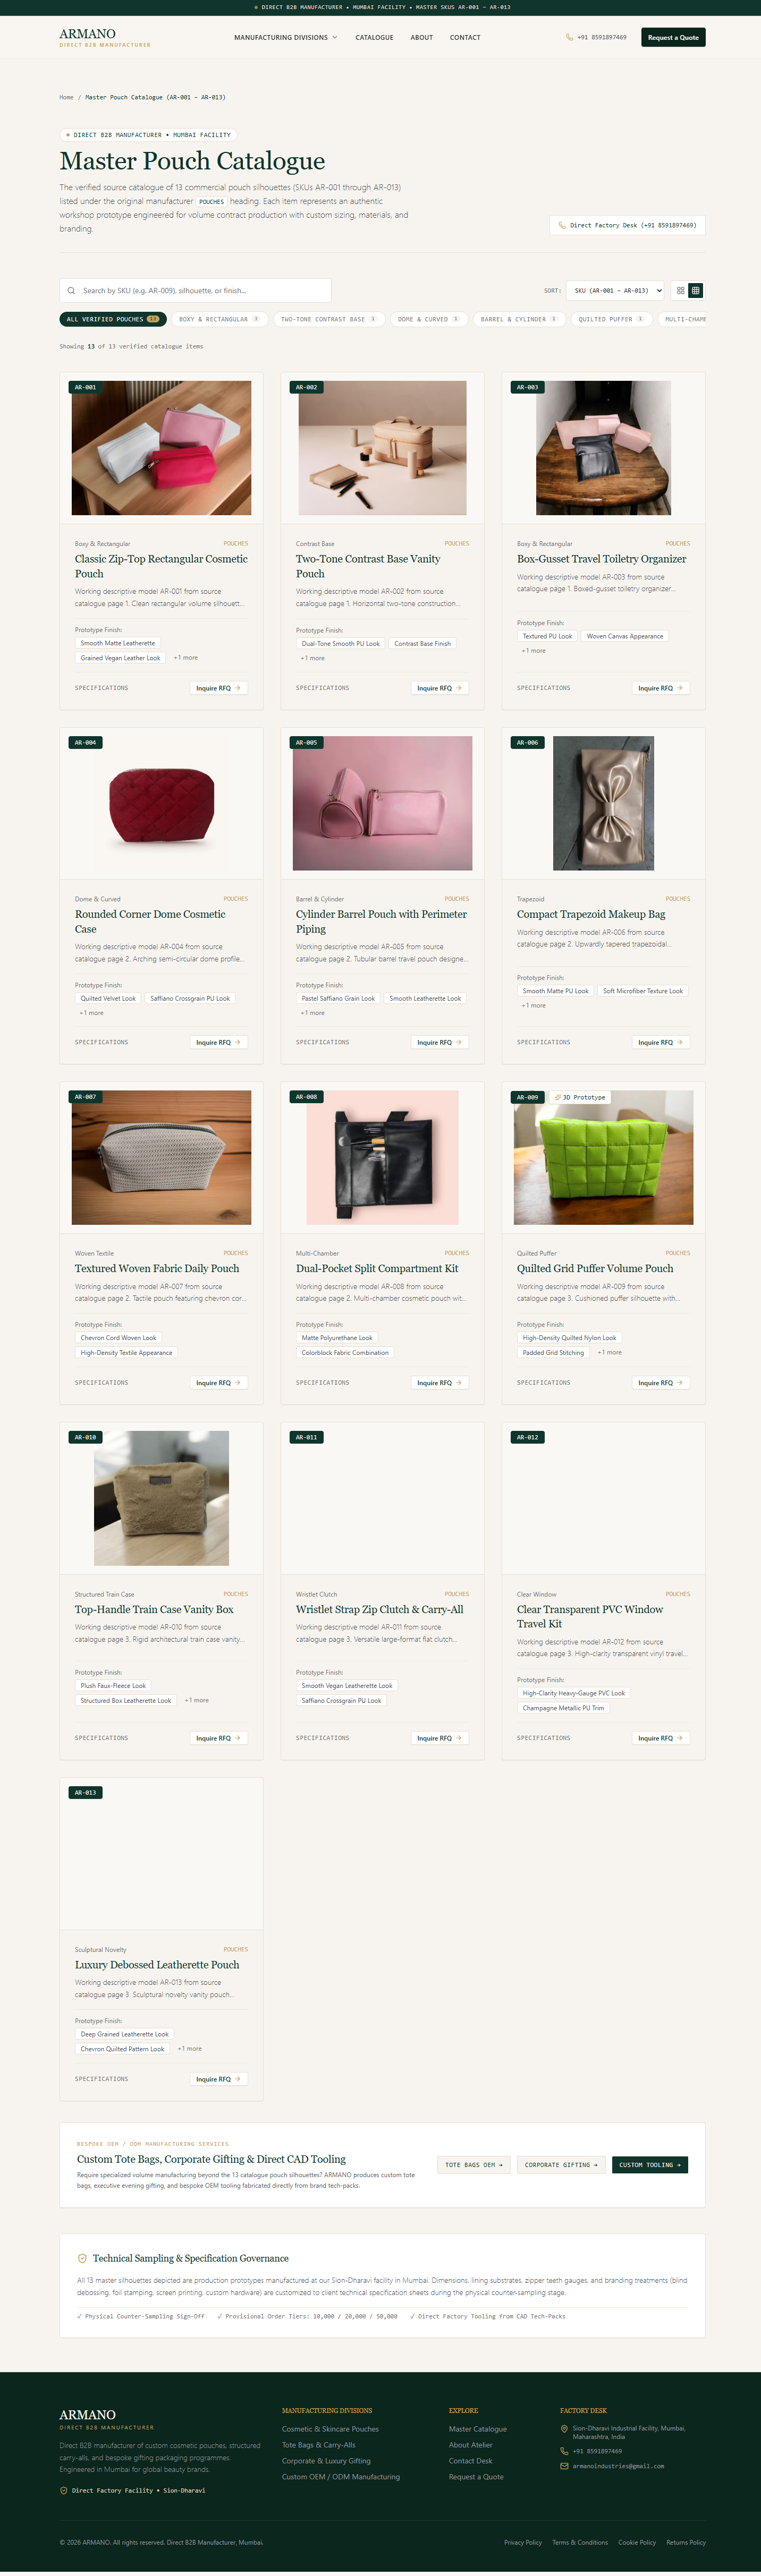 DIRECT B2B MANUFACTURER • MUMBAI FACILITY • MASTER SKUS AR-001 – AR-013
ARMANO
DIRECT B2B MANUFACTURER
MANUFACTURING DIVISIONS
CATALOGUE
ABOUT
CONTACT
+91 8591897469
Request a Quote
Home / Master Pouch Catalogue (AR-001 – AR-013)
DIRECT B2B MANUFACTURER • MUMBAI FACILITY
Master Pouch Catalogue
The verified source catalogue of 13 commercial pouch silhouettes (SKUs AR-001 through AR-013)
listed under the original manufacturer POUCHES heading. Each item represents an authentic
workshop prototype engineered for volume contract production with custom sizing, materials, and
branding.
Direct Factory Desk (+91 8591897469)
Search by SKU (e.g. AR-009), silhouette, or finish...
SORT:
SKU (AR-001 – AR-013)
ALL VERIFIED POUCHES 13
BOXY & RECTANGULAR
TWO-TONE CONTRAST BASE 1
DOME & CURVED 1
BARREL & CYLINDER 1
QUILTED PUFFER 1
MULTI-CHAME
Showing 13 of 13 verified catalogue items
AR-001
Boxy & Rectangular
POUCHES
Classic Zip-Top Rectangular Cosmetic
Pouch
Working descriptive model AR-001 from source
catalogue page 1. Clean rectangular volume silhouett...
Prototype Finish:
Smooth Matte Leatherette
Grained Vegan Leather Look
+1 more
SPECIFICATIONS
Inquire RFQ →
AR-002
Contrast Base
POUCHES
Two-Tone Contrast Base Vanity
Pouch
Working descriptive model AR-002 from source
catalogue page 1. Horizontal two-tone construction...
Prototype Finish:
Dual-Tone Smooth PU Look
Contrast Base Finish
+1 more
SPECIFICATIONS
Inquire RFQ →
AR-003
Boxy & Rectangular
POUCHES
Box-Gusset Travel Toiletry Organizer
Working descriptive model AR-003 from source
catalogue page 1. Boxed-gusset toiletry organizer...
Prototype Finish:
Textured PU Look
Woven Canvas Appearance
+1 more
SPECIFICATIONS
Inquire RFQ →
AR-004
Dome & Curved
POUCHES
Rounded Corner Dome Cosmetic
Case
Working descriptive model AR-004 from source
catalogue page 2. Arching semi-circular dome profile...
Prototype Finish:
Quilted Velvet Look
Saffiano Crossgrain PU Look
+1 more
SPECIFICATIONS
Inquire RFQ →
AR-005
Barrel & Cylinder
POUCHES
Cylinder Barrel Pouch with Perimeter
Piping
Working descriptive model AR-005 from source
catalogue page 2. Tubular barrel travel pouch designe...
Prototype Finish:
Pastel Saffiano Grain Look
Smooth Leatherette Look
+1 more
SPECIFICATIONS
Inquire RFQ →
AR-006
Trapezoid
POUCHES
Compact Trapezoid Makeup Bag
Working descriptive model AR-006 from source
catalogue page 2. Upwardly tapered trapezoidal...
Prototype Finish:
Smooth Matte PU Look
Soft Microfiber Texture Look
+1 more
SPECIFICATIONS
Inquire RFQ →
AR-007
Woven Textile
POUCHES
Textured Woven Fabric Daily Pouch
Working descriptive model AR-007 from source
catalogue page 2. Tactile pouch featuring chevron cor...
Prototype Finish:
Chevron Cord Woven Look
High-Density Textile Appearance
SPECIFICATIONS
Inquire RFQ →
AR-008
Multi-Chamber
POUCHES
Dual-Pocket Split Compartment Kit
Working descriptive model AR-008 from source
catalogue page 2. Multi-chamber cosmetic pouch wit...
Prototype Finish:
Matte Polyurethane Look
Colorblock Fabric Combination
SPECIFICATIONS
Inquire RFQ →
AR-009
3D Prototype
Quilted Puffer
POUCHES
Quilted Grid Puffer Volume Pouch
Working descriptive model AR-009 from source
catalogue page 3. Cushioned puffer silhouette with...
Prototype Finish:
High-Density Quilted Nylon Look
Padded Grid Stitching
+1 more
SPECIFICATIONS
Inquire RFQ →
AR-010
Structured Train Case
POUCHES
Top-Handle Train Case Vanity Box
Working descriptive model AR-010 from source
catalogue page 3. Rigid architectural train case vanity...
Prototype Finish:
Plush Faux-Fleece Look
Structured Box Leatherette Look
+1 more
SPECIFICATIONS
Inquire RFQ →
AR-011
Wristlet Clutch
POUCHES
Wristlet Strap Zip Clutch & Carry-All
Working descriptive model AR-011 from source
catalogue page 3. Versatile large-format flat clutch...
Prototype Finish:
Smooth Vegan Leatherette Look
Saffiano Crossgrain PU Look
SPECIFICATIONS
Inquire RFQ →
AR-012
Clear Window
POUCHES
Clear Transparent PVC Window
Travel Kit
Working descriptive model AR-012 from source
catalogue page 3. High-clarity transparent vinyl travel...
Prototype Finish:
High-Clarity Heavy-Gauge PVC Look
Champagne Metallic PU Trim
SPECIFICATIONS
Inquire RFQ →
AR-013
Sculptural Novelty
POUCHES
Luxury Debossed Leatherette Pouch
Working descriptive model AR-013 from source
catalogue page 3. Sculptural novelty vanity pouch...
Prototype Finish:
Deep Grained Leatherette Look
Chevron Quilted Pattern Look
+1 more
SPECIFICATIONS
Inquire RFQ →
BESPOKE OEM / ODM MANUFACTURING SERVICES
Custom Tote Bags, Corporate Gifting & Direct CAD Tooling
Require specialized volume manufacturing beyond the 13 catalogue pouch silhouettes? ARMANO produces custom tote
bags, executive evening gifting, and bespoke OEM tooling fabricated directly from brand tech-packs.
TOTE BAGS OEM →
CORPORATE GIFTING →
CUSTOM TOOLING →
Technical Sampling & Specification Governance
All 13 master silhouettes depicted are production prototypes manufactured at our Sion-Dharavi facility in Mumbai. Dimensions, lining substrates, zipper teeth gauges, and branding treatments (blind
debossing, foil stamping, screen printing, custom hardware) are customized to client technical specification sheets during the physical counter-sampling stage.
✓ Physical Counter-Sampling Sign-Off
✓ Provisional Order Tiers: 10,000 / 20,000 / 50,000
✓ Direct Factory Tooling from CAD Tech-Packs
ARMANO
DIRECT B2B MANUFACTURER
Direct B2B manufacturer of custom cosmetic pouches, structured
carry-alls, and bespoke gifting packaging programmes.
Engineered in Mumbai for global beauty brands.
Direct Factory Facility • Sion-Dharavi
MANUFACTURING DIVISIONS
Cosmetic & Skincare Pouches
Tote Bags & Carry-Alls
Corporate & Luxury Gifting
Custom OEM / ODM Manufacturing
EXPLORE
Master Catalogue
About Atelier
Contact Desk
Request a Quote
FACTORY DESK
Sion-Dharavi Industrial Facility, Mumbai,
Maharashtra, India
+91 8591897469
armanoindustries@gmail.com
© 2026 ARMANO. All rights reserved. Direct B2B Manufacturer, Mumbai.
Privacy Policy
Terms & Conditions
Cookie Policy
Returns Policy